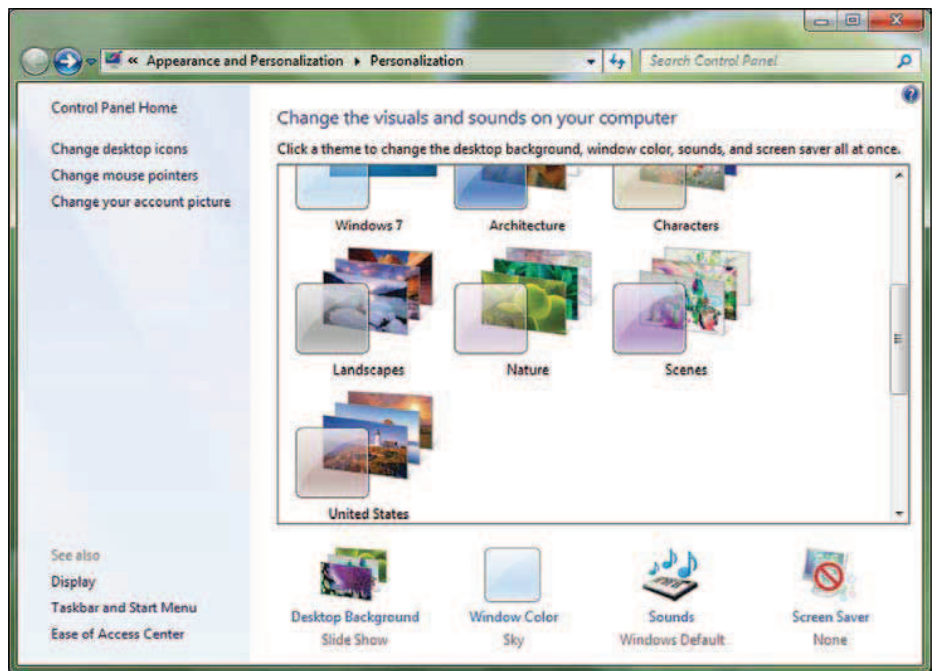 « Appearance and Personalization ▸ Personalization
Search Control Panel
Control Panel Home
Change desktop icons
Change mouse pointers
Change your account picture
See also
Display
Taskbar and Start Menu
Ease of Access Center
Change the visuals and sounds on your computer
Click a theme to change the desktop background, window color, sounds, and screen saver all at once.
Windows 7 Architecture Characters
Landscapes Nature Scenes
United States
Desktop Background Window Color Sounds Screen Saver
Slide Show Sky Windows Default None